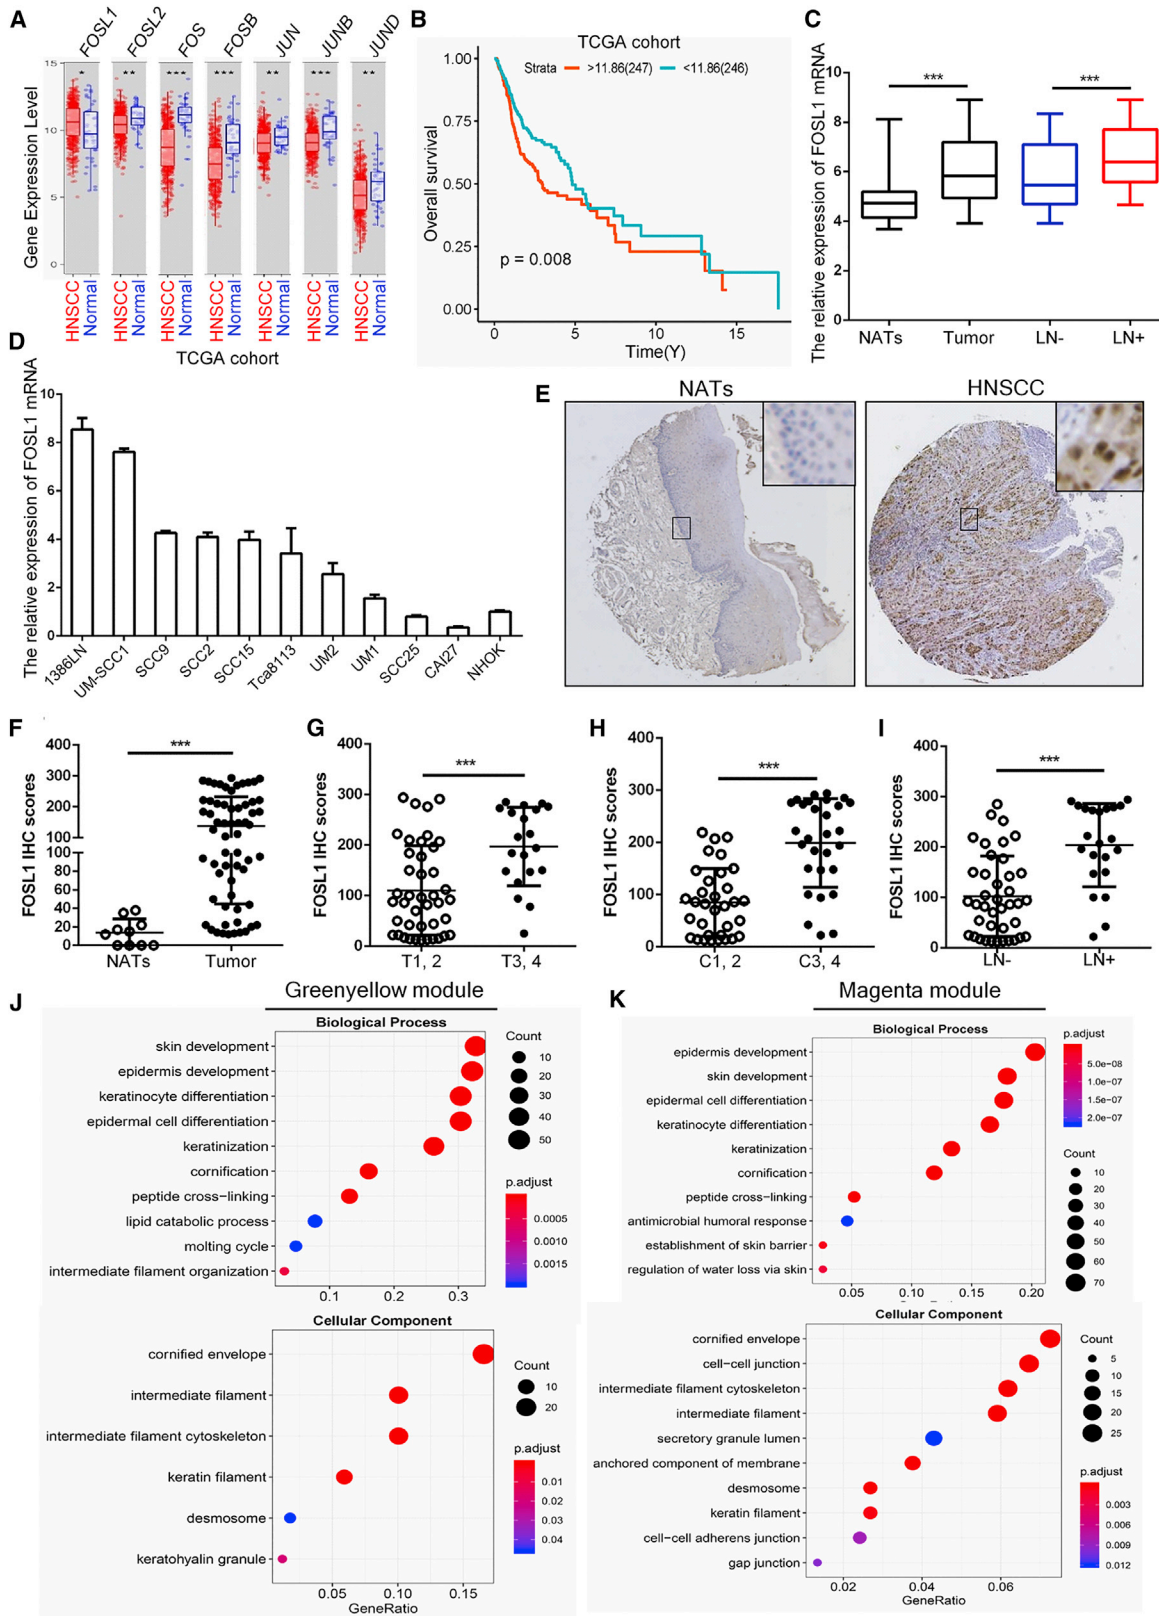 A
FOSL1
FOSL2
FOS
FOSB
JUN
JUNB
JUND
* ** *** *** ** *** **
Gene Expression Level
15
10
5
0
HNSCC Normal HNSCC Normal HNSCC Normal HNSCC Normal HNSCC Normal HNSCC Normal HNSCC Normal
TCGA cohort
B
TCGA cohort
Strata >11.86(247) <11.86(246)
Overall survival
1.00
0.75
0.50
0.25
0.00
p = 0.008
0 5 10 15
Time(Y)
C
The relative expression of FOSL1 mRNA
10
8
6
4
2
0
*** ***
NATs Tumor LN- LN+
D
The relative expression of FOSL1 mRNA
10
8
6
4
2
0
1386LN UM-SCC1 SCC9 SCC2 SCC15 Tca8113 UM2 UM1 SCC25 CAl27 NHOK
E
NATs HNSCC
F
FOSL1 IHC scores
400
300
200
100
100
80
60
40
20
0
***
NATs Tumor
G
FOSL1 IHC scores
400
300
200
100
0
***
T1, 2 T3, 4
H
FOSL1 IHC scores
400
300
200
100
0
***
C1, 2 C3, 4
I
FOSL1 IHC scores
400
300
200
100
0
***
LN- LN+
J
Greenyellow module
Biological Process
skin development
epidermis development
keratinocyte differentiation
epidermal cell differentiation
keratinization
cornification
peptide cross−linking
lipid catabolic process
molting cycle
intermediate filament organization
0.1 0.2 0.3
Count
10
20
30
40
50
p.adjust
0.0005
0.0010
0.0015
Cellular Component
cornified envelope
intermediate filament
intermediate filament cytoskeleton
keratin filament
desmosome
keratohyalin granule
0.05 0.10 0.15
GeneRatio
Count
10
20
p.adjust
0.01
0.02
0.03
0.04
K
Magenta module
Biological Process
epidermis development
skin development
epidermal cell differentiation
keratinocyte differentiation
keratinization
cornification
peptide cross−linking
antimicrobial humoral response
establishment of skin barrier
regulation of water loss via skin
0.05 0.10 0.15 0.20
GeneRatio
p.adjust
5.0e−08
1.0e−07
1.5e−07
2.0e−07
Count
10
20
30
40
50
60
70
Cellular Component
cornified envelope
cell−cell junction
intermediate filament cytoskeleton
intermediate filament
secretory granule lumen
anchored component of membrane
desmosome
keratin filament
cell−cell adherens junction
gap junction
0.02 0.04 0.06
GeneRatio
Count
5
10
15
20
25
p.adjust
0.003
0.006
0.009
0.012